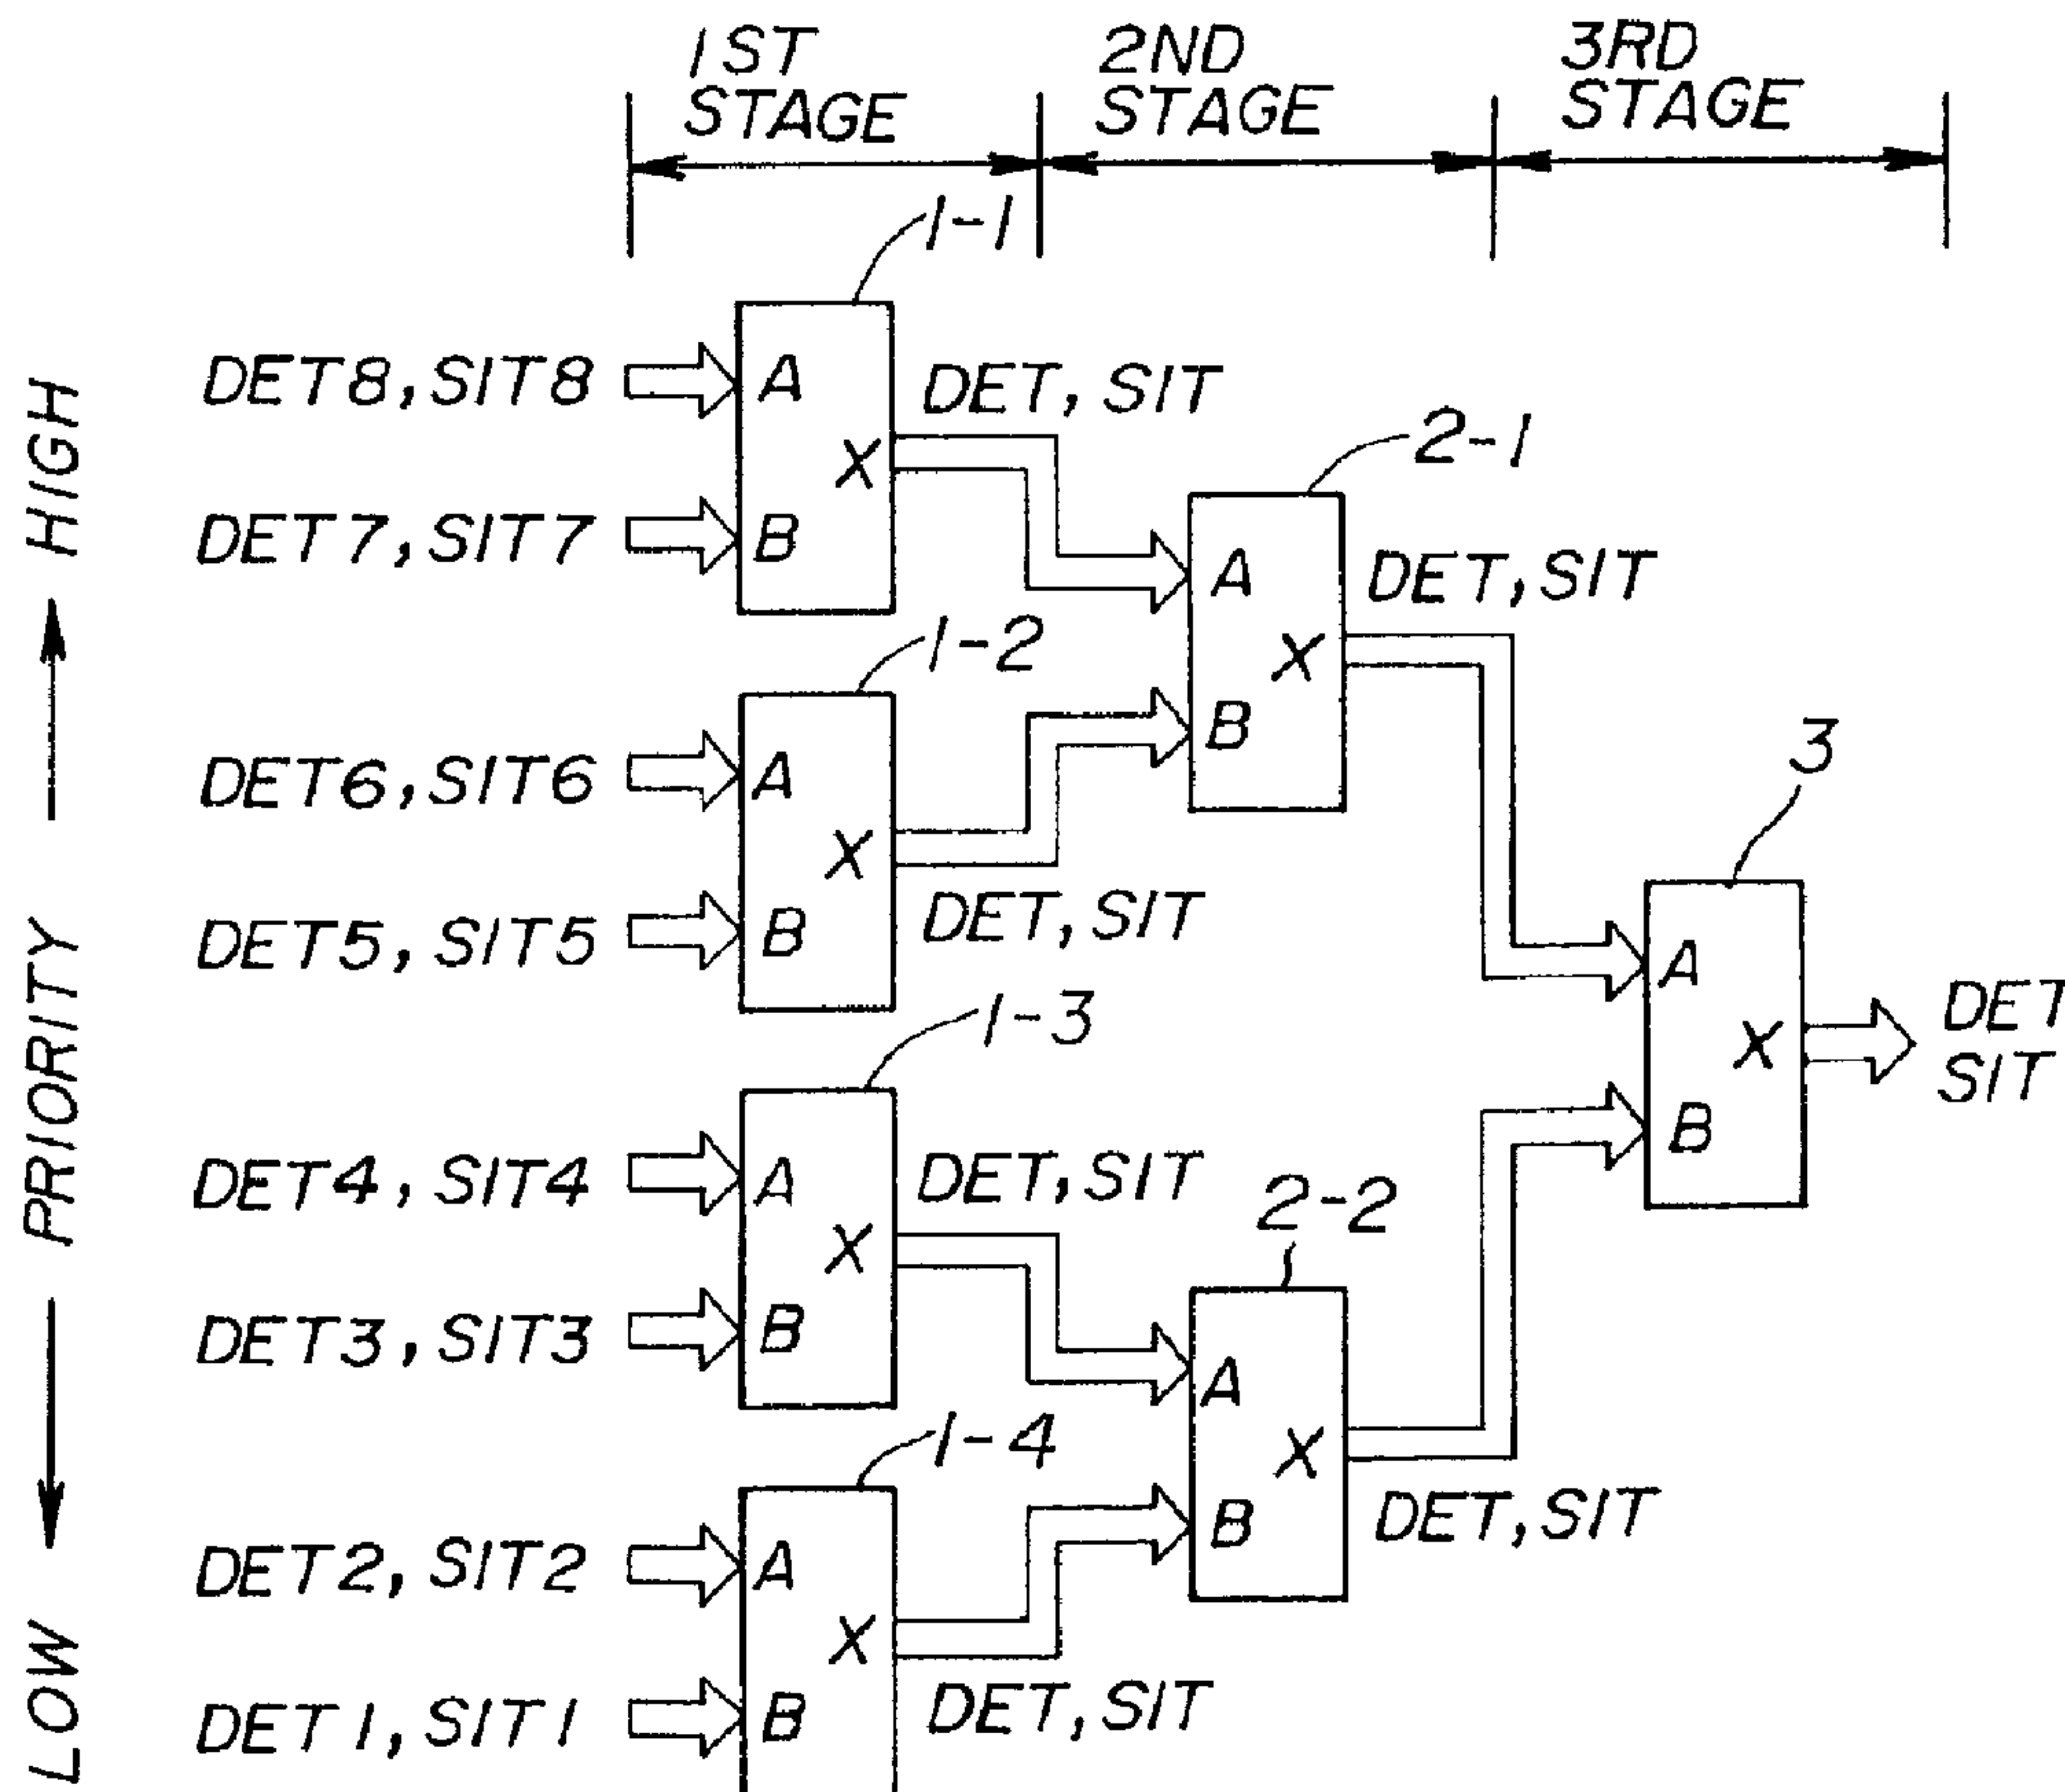 1ST
STAGE
2ND
STAGE
3RD
STAGE
1-1
DET8, SIT8
A
DET, SIT
X
DET7, SIT7
B
2-1
A
DET, SIT
X
B
1-2
DET6, SIT6
A
X
DET5, SIT5
B
DET, SIT
3
A
X
B
DET
SIT
1-3
DET4, SIT4
A
DET, SIT
X
DET3, SIT3
B
2-2
A
X
B
DET, SIT
1-4
DET2, SIT2
A
X
DET1, SIT1
B
DET, SIT
LOW PRIORITY HIGH